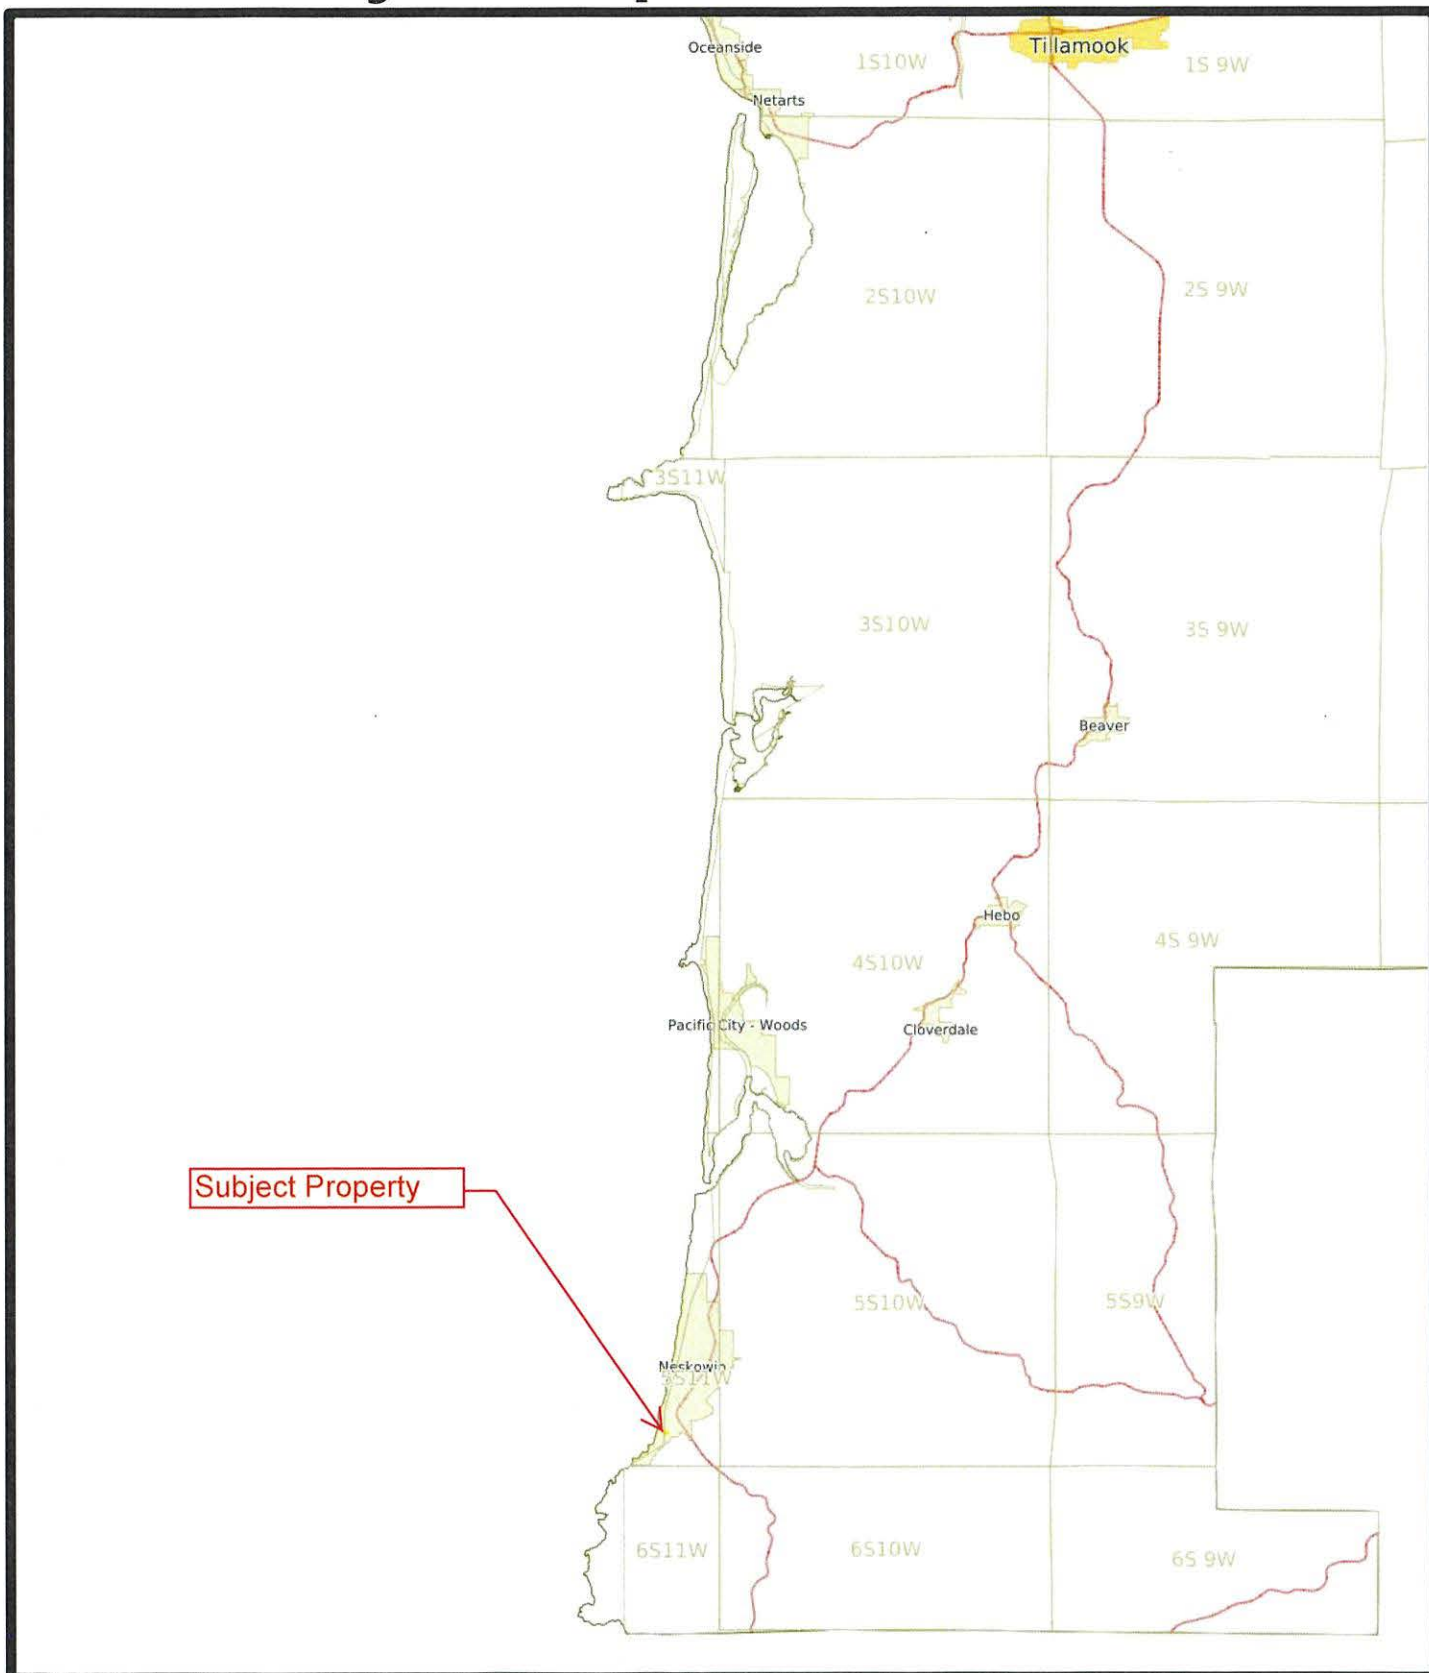 Oceanside
Tillamook
1S10W
1S 9W
Netarts
2S10W
2S 9W
3S11W
3S10W
3S 9W
Beaver
Hebo
4S10W
4S 9W
Pacific City - Woods
Cloverdale
Subject Property
5S10W
5S9W
Neskowin
5S11W
6S11W
6S10W
6S 9W